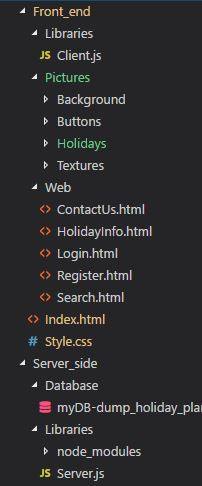 Front_end
Libraries
JS Client.js
Pictures
Background
Buttons
Holidays
Textures
Web
<> ContactUs.html
<> HolidayInfo.html
<> Login.html
<> Register.html
<> Search.html
<> Index.html
# Style.css
Server_side
Database
myDB-dump_holiday_pla
Libraries
node_modules
JS Server.js